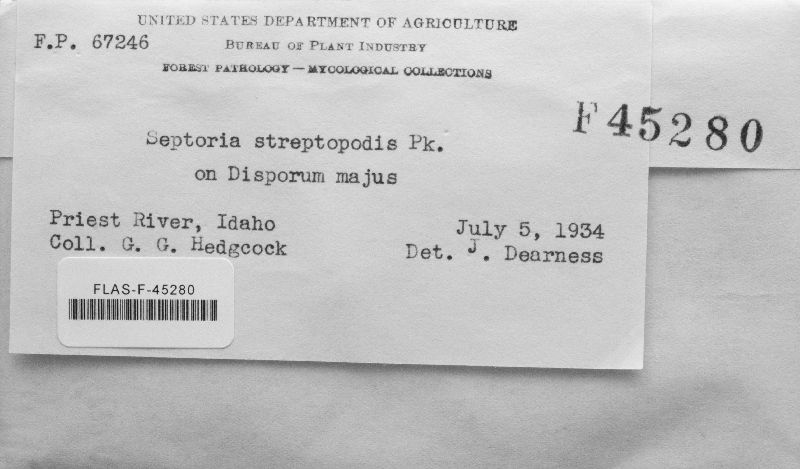 UNITED STATES DEPARTMENT OF AGRICULTURE
F.P. 67246
BUREAU OF PLANT INDUSTRY
FOREST PATHOLOGY — MYCOLOGICAL COLLECTIONS
F45280
Septoria streptopodis Pk.
on Disporum majus
Priest River, Idaho July 5, 1934
Coll. G. G. Hedgcock Det. J. Dearness
FLAS-F-45280